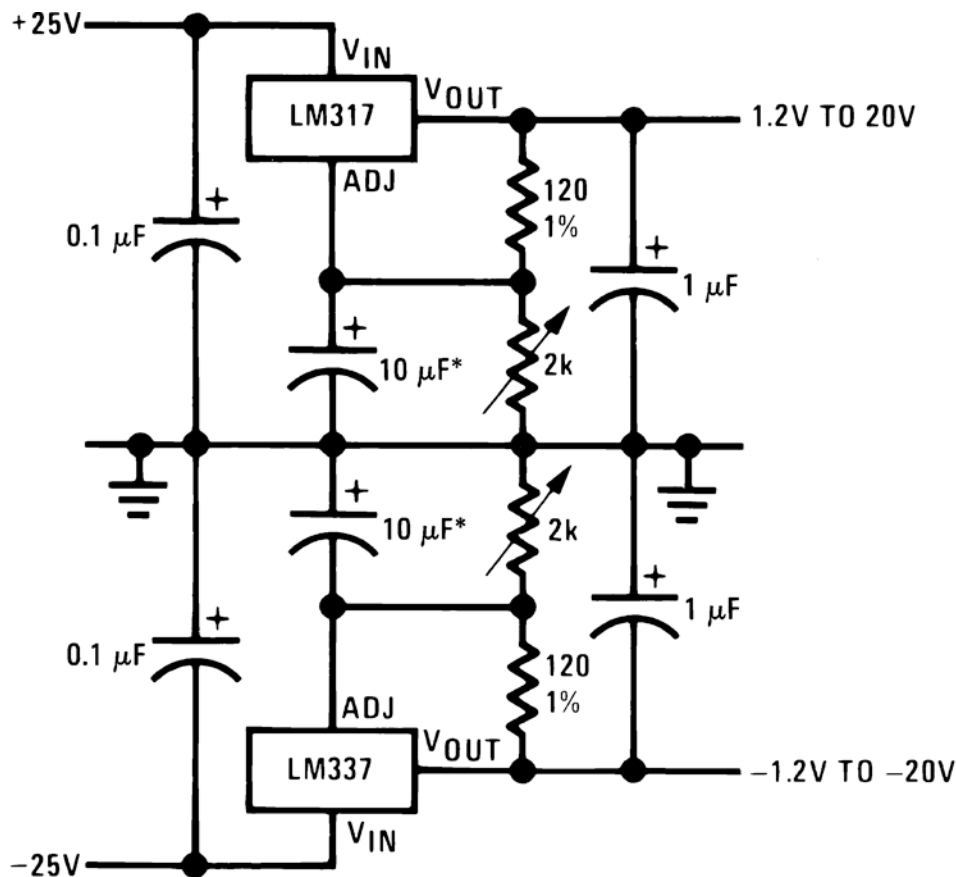 +25V
VIN
LM317
VOUT
1.2V TO 20V
ADJ
120
1%
+
0.1 μF
+
1 μF
+
10 μF*
2k
+
10 μF*
2k
+
1 μF
+
0.1 μF
120
1%
ADJ
LM337
VOUT
–1.2V TO –20V
VIN
–25V